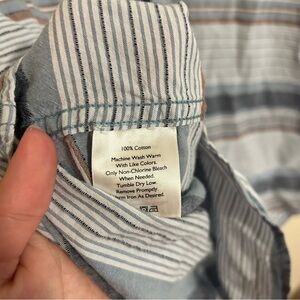 100% Cotton
Machine Wash Warm
With Like Colors.
Only Non-Chlorine Bleach
When Needed.
Tumble Dry Low.
Remove Promptly
Iron As Desired.